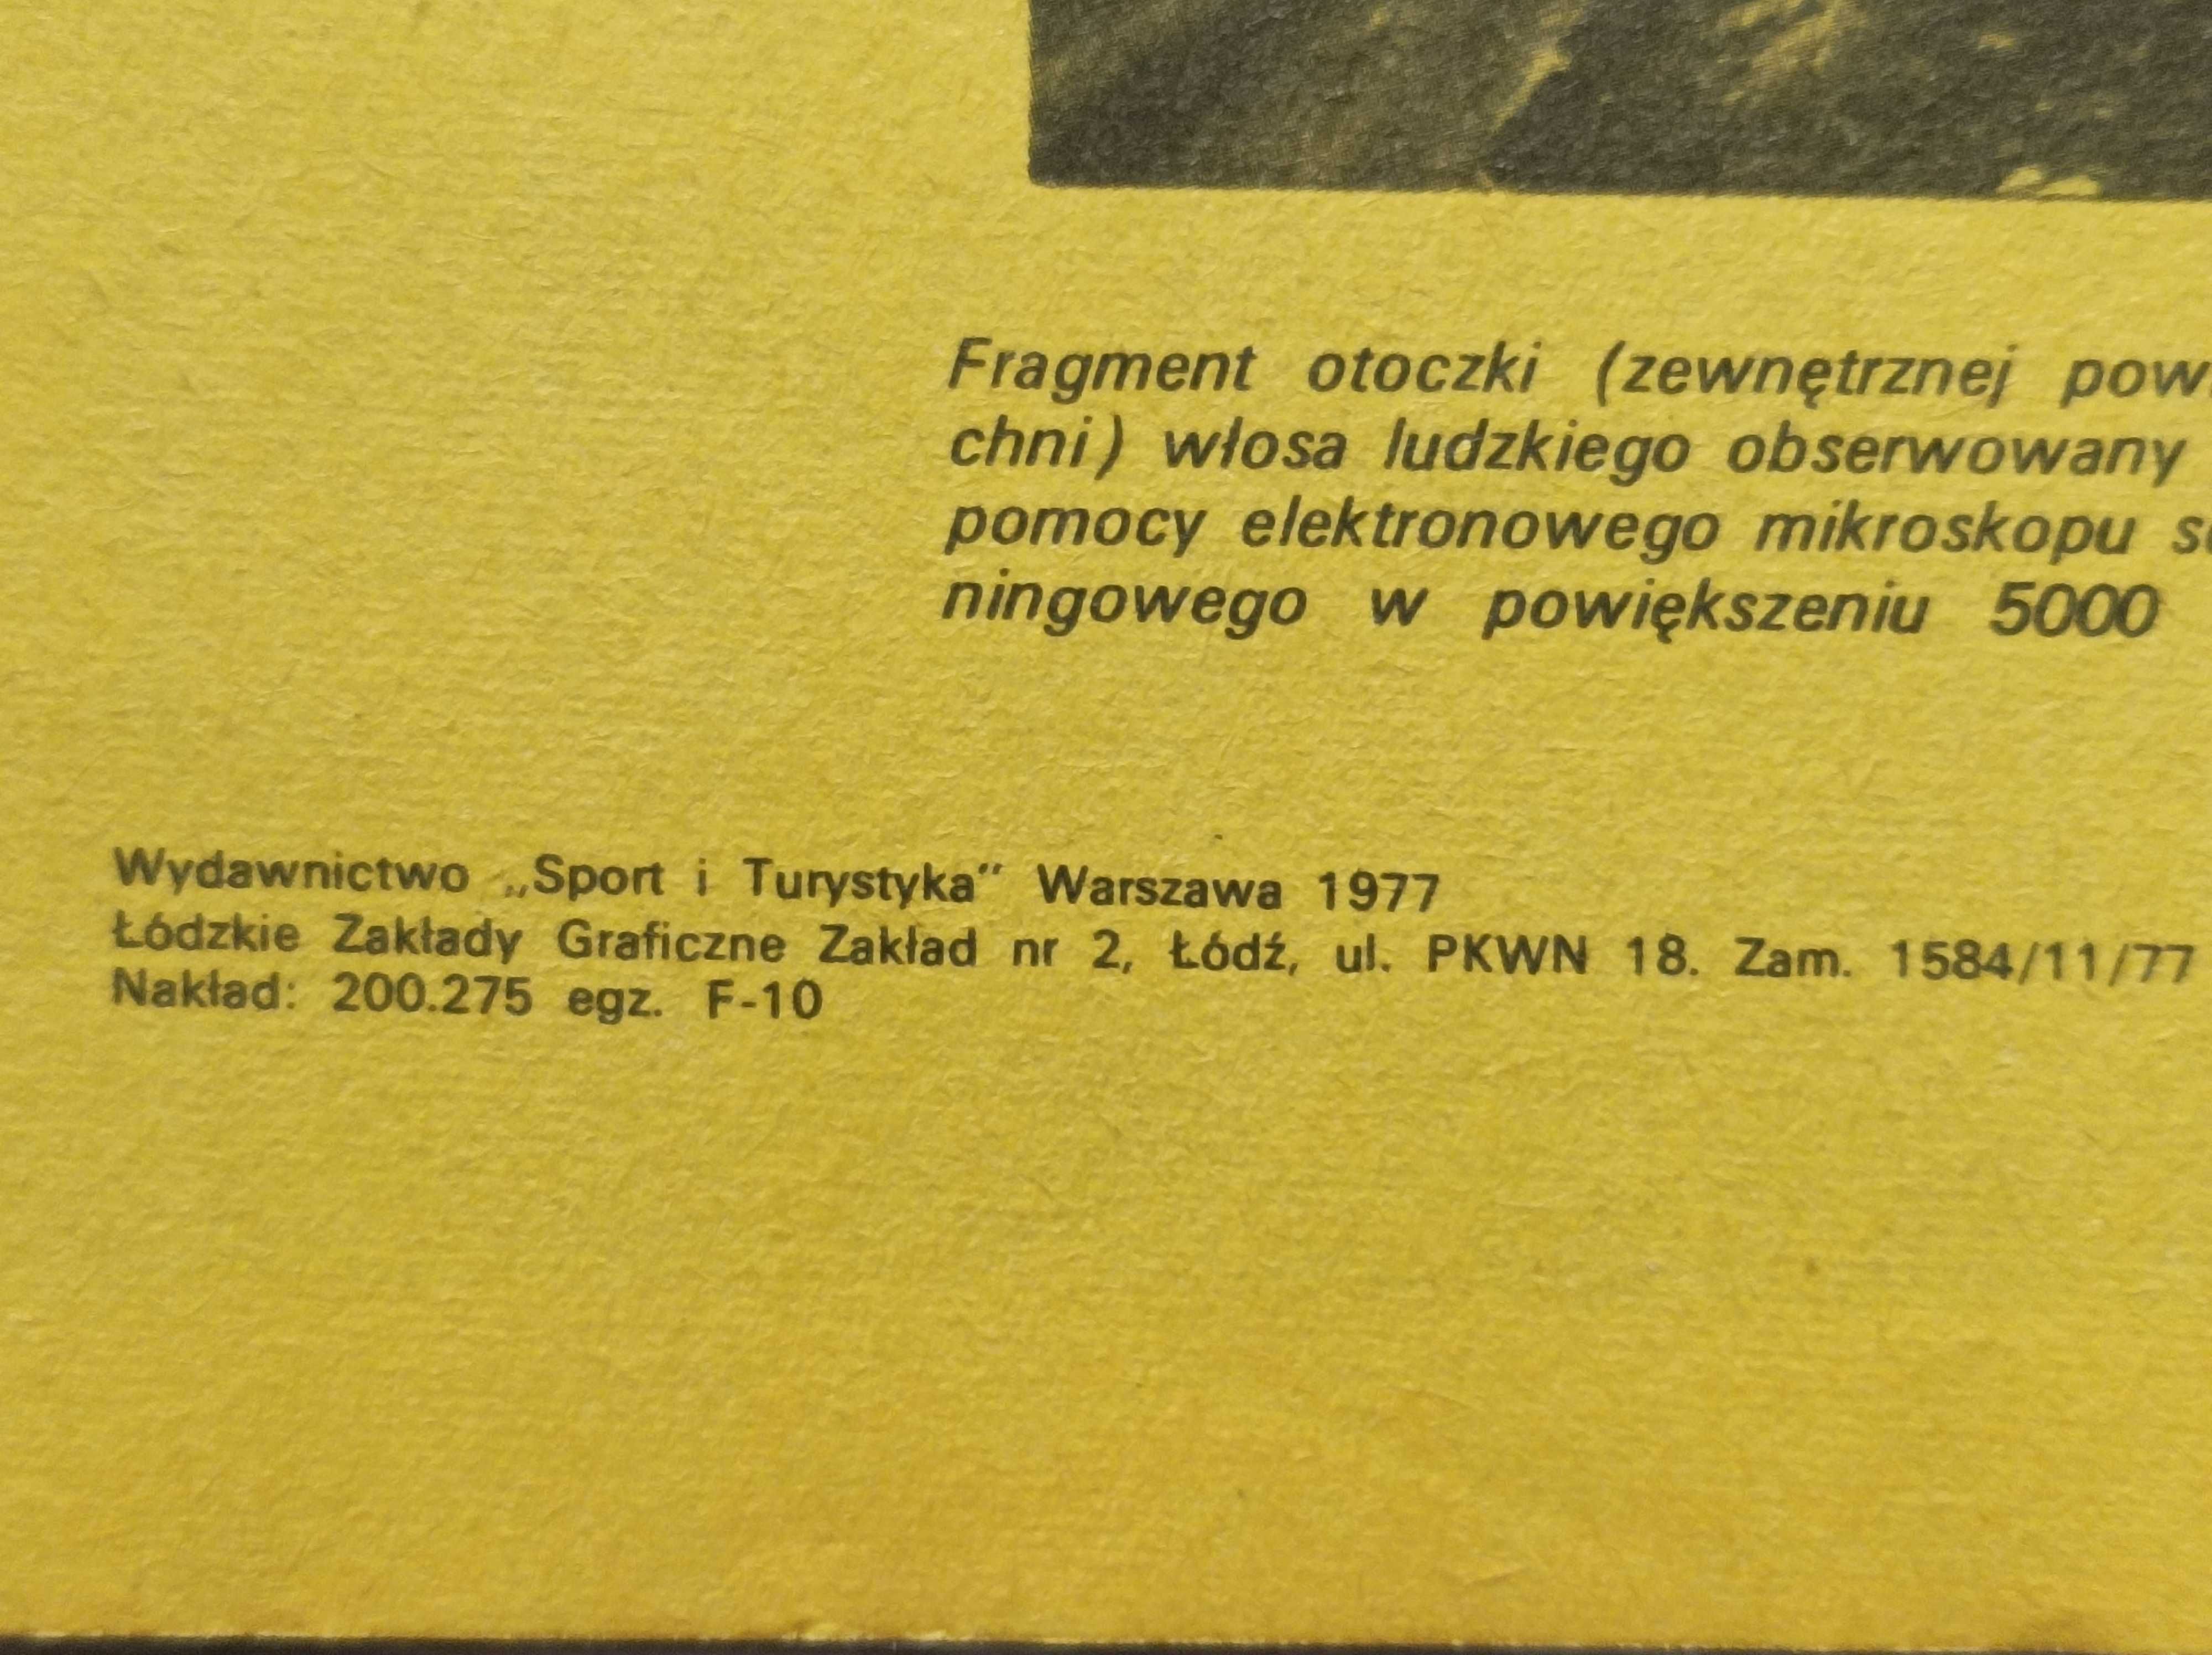 Fragment otoczki (zewnętrznej pow
chni) włosa ludzkiego obserwowany
pomocy elektronowego mikroskopu
ningowego w powiększeniu 5000
Wydawnictwo „Sport i Turystyka” Warszawa 1977
Łódzkie Zakłady Graficzne Zakład nr 2, Łódź, ul. PKWN 18. Zam. 1584/11/77
Nakład: 200.275 egz. F-10